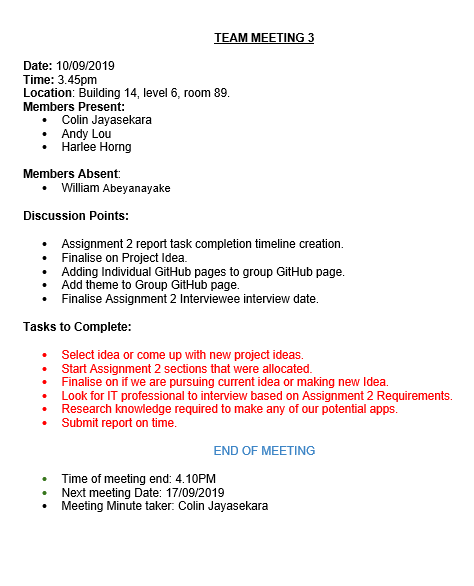 TEAM MEETING 3
Date: 10/09/2019
Time: 3.45pm
Location: Building 14, level 6, room 89.
Members Present:
• Colin Jayasekara
• Andy Lou
• Harlee Horng
Members Absent:
• William Abeyanayake
Discussion Points:
• Assignment 2 report task completion timeline creation.
• Finalise on Project Idea.
• Adding Individual GitHub pages to group GitHub page.
• Add theme to Group GitHub page.
• Finalise Assignment 2 Interviewee interview date.
Tasks to Complete:
• Select idea or come up with new project ideas.
• Start Assignment 2 sections that were allocated.
• Finalise on if we are pursuing current idea or making new Idea.
• Look for IT professional to interview based on Assignment 2 Requirements.
• Research knowledge required to make any of our potential apps.
• Submit report on time.
END OF MEETING
• Time of meeting end: 4.10PM
• Next meeting Date: 17/09/2019
• Meeting Minute taker: Colin Jayasekara